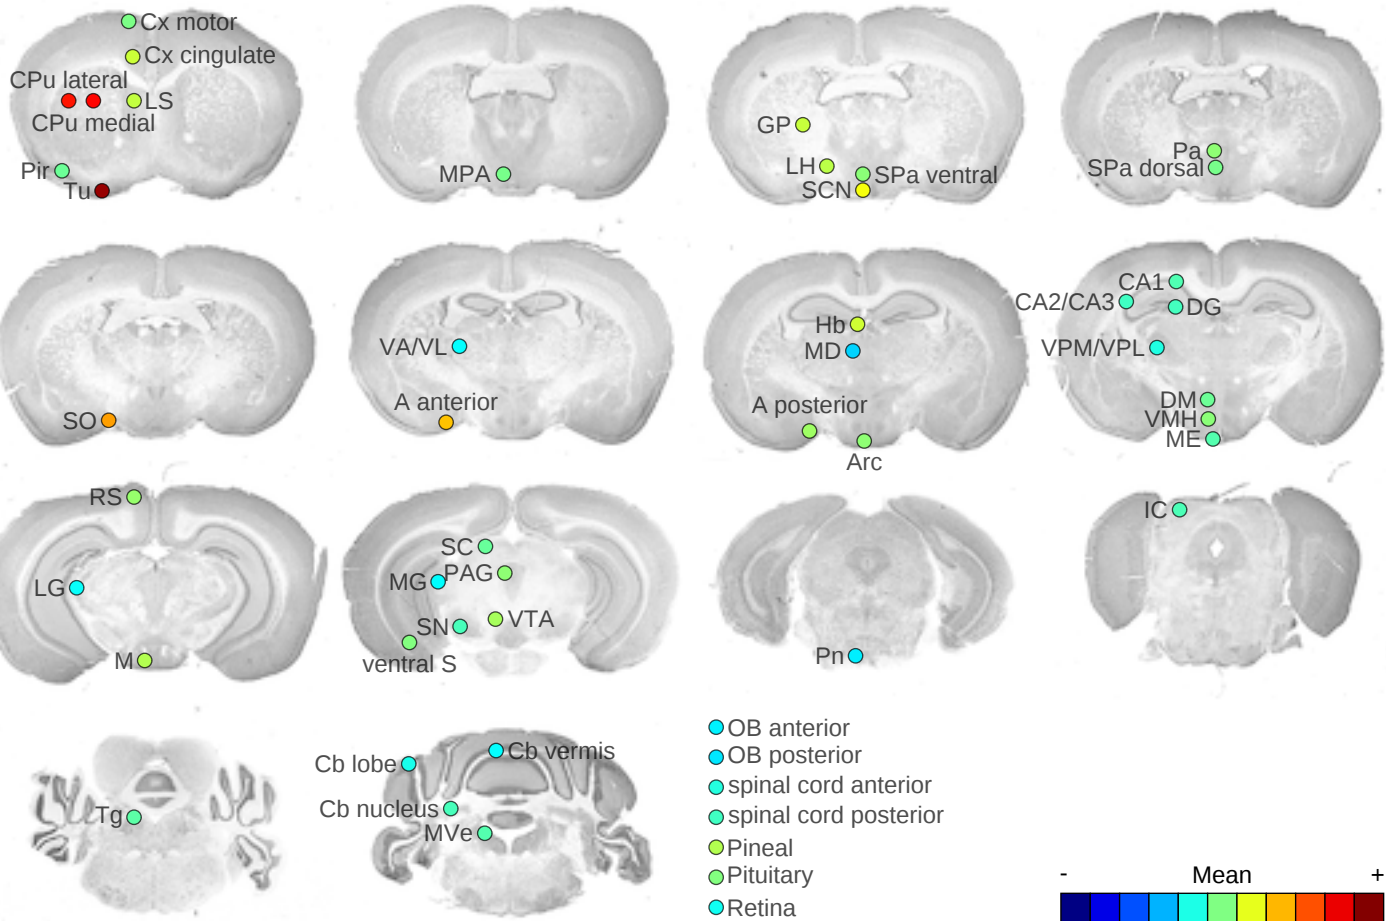 Cx motor
Cx cingulate
CPu lateral
LS
CPu medial
Pir
Tu
MPA
GP
LH
SPa ventral
SCN
Pa
SPa dorsal
SO
VA/VL
A anterior
Hb
MD
A posterior
Arc
CA1
CA2/CA3
DG
VPM/VPL
DM
VMH
ME
RS
LG
M
SC
MG
PAG
SN
VTA
ventral S
Pn
IC
Tg
Cb lobe
Cb vermis
Cb nucleus
MVe
OB anterior
OB posterior
spinal cord anterior
spinal cord posterior
Pineal
Pituitary
Retina
- Mean +